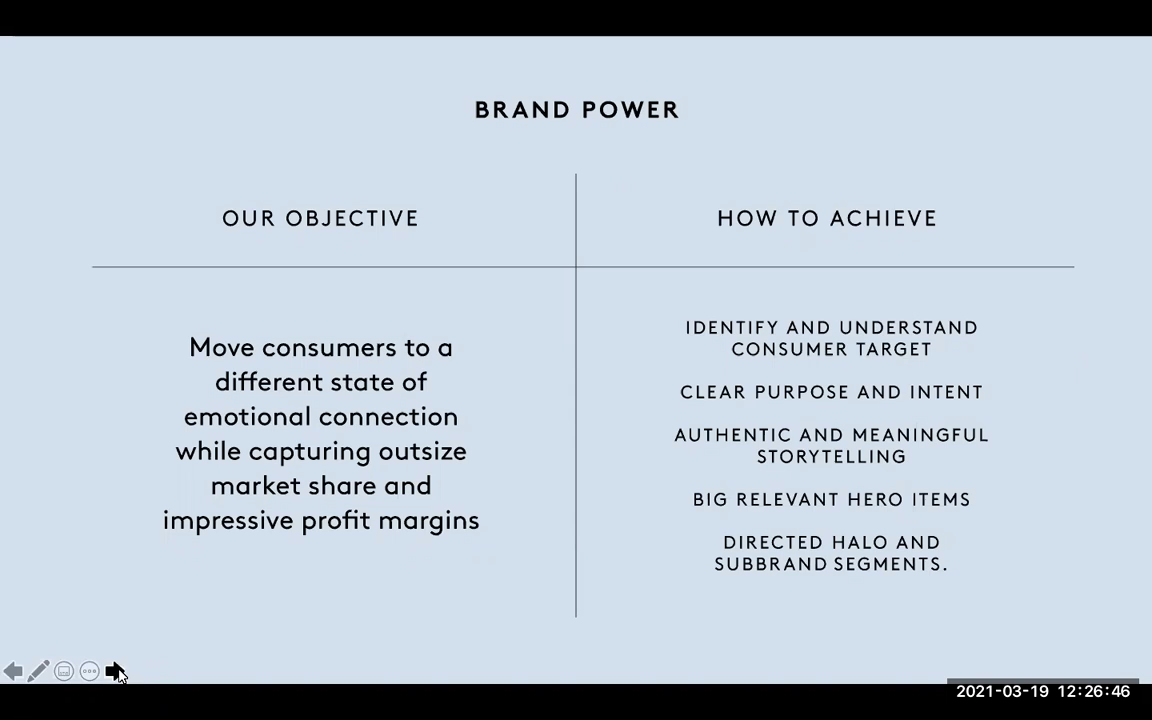 BRAND POWER
OUR OBJECTIVE
Move consumers to a
different state of
emotional connection
while capturing outsize
market share and
impressive profit margins
HOW TO ACHIEVE
IDENTIFY AND UNDERSTAND
CONSUMER TARGET
CLEAR PURPOSE AND INTENT
AUTHENTIC AND MEANINGFUL
STORYTELLING
BIG RELEVANT HERO ITEMS
DIRECTED HALO AND
SUBBRAND SEGMENTS.
2021-03-19 12:26:46